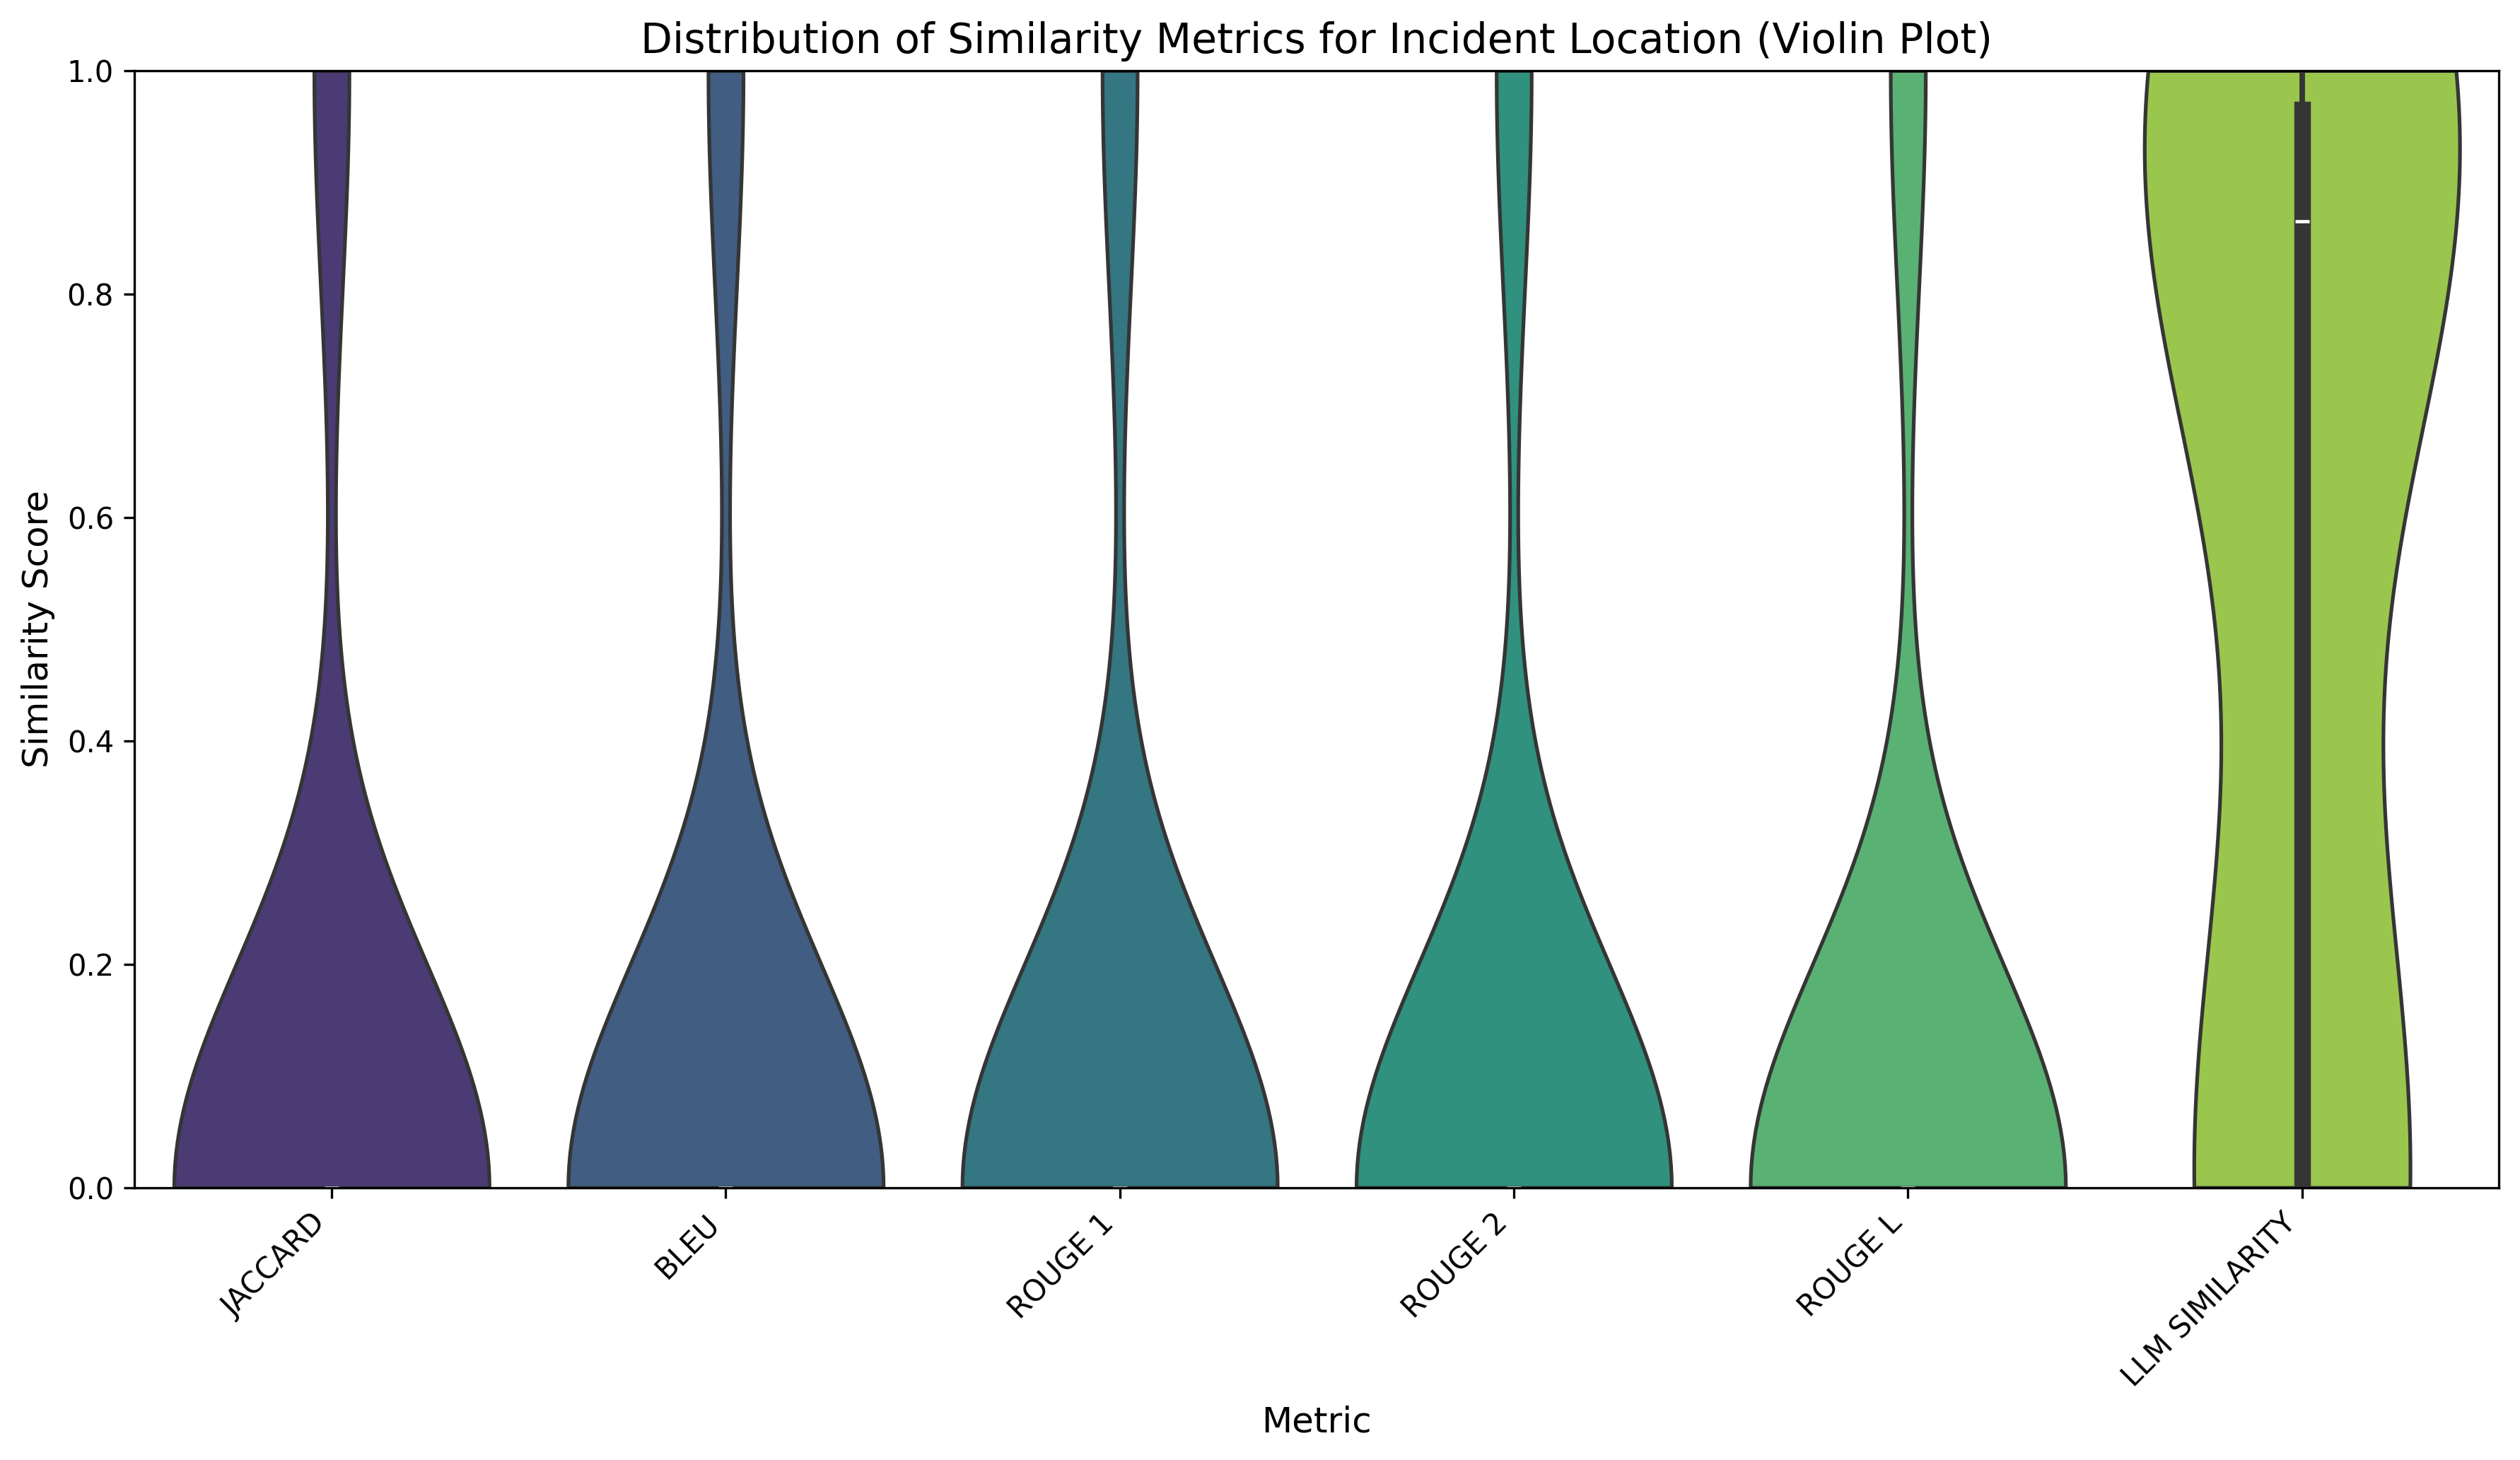 Distribution of Similarity Metrics for Incident Location (Violin Plot)
1.0
0.8
0.6
0.4
0.2
0.0
Similarity Score
JACCARD
BLEU
ROUGE 1
ROUGE 2
ROUGE L
LLM SIMILARITY
Metric